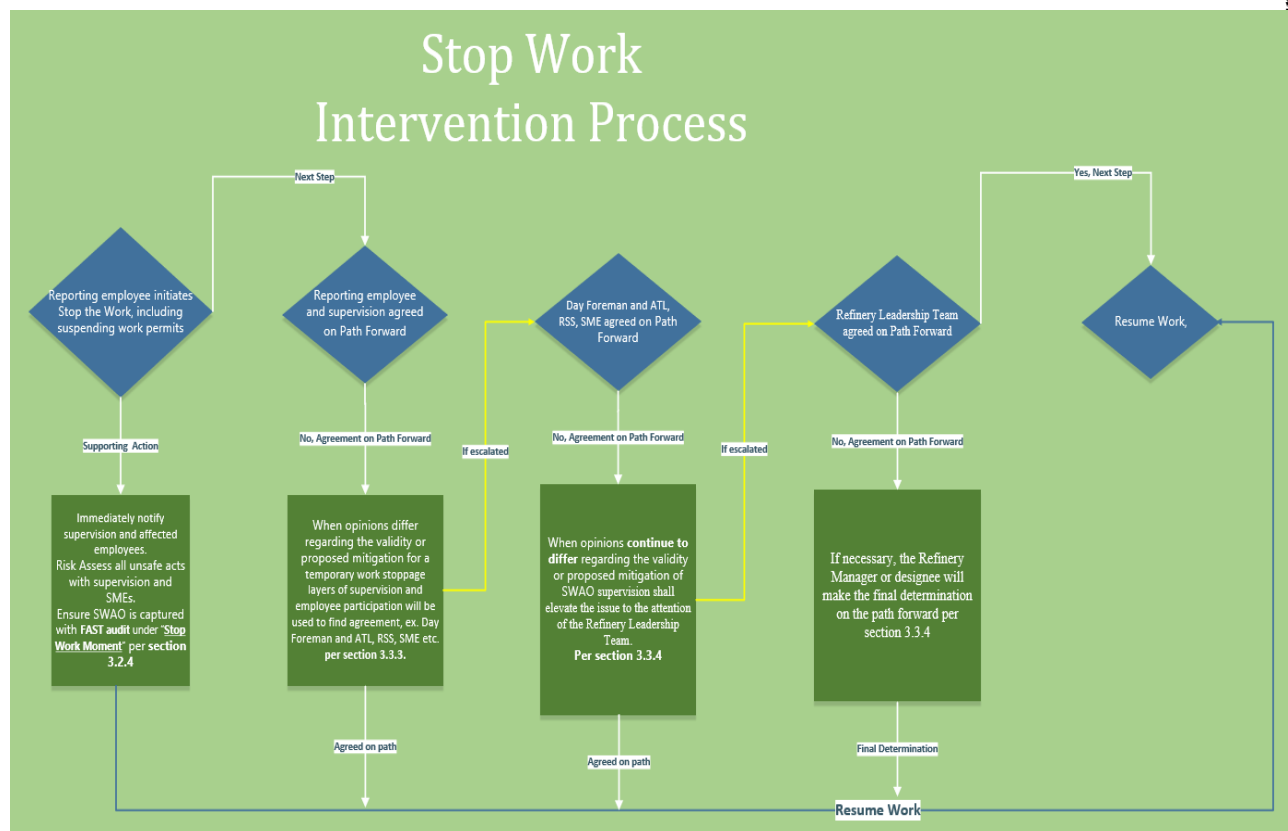 Stop Work
Intervention Process
Next Step
Yes, Next Step
Reporting employee initiates
Stop the Work, including
suspending work permits
Reporting employee
and supervision agreed
on Path Forward
Day Foreman and ATL,
RSS, SME agreed on Path
Forward
Refinery Leadership Team
agreed on Path Forward
Resume Work,
Supporting Action
No, Agreement on Path Forward
If escalated
No, Agreement on Path Forward
If escalated
No, Agreement on Path Forward
Immediately notify
supervision and affected
employees.
Risk Assess all unsafe acts
with supervision and
SMEs.
Ensure SWAO is captured
with FAST audit under "Stop
Work Moment" per section
3.2.4
When opinions differ
regarding the validity or
proposed mitigation for a
temporary work stoppage
layers of supervision and
employee participation will be
used to find agreement, ex. Day
Foreman and ATL, RSS, SME etc.
per section 3.3.3.
When opinions continue to
differ regarding the validity
or proposed mitigation of
SWAO supervision shall
elevate the issue to the attention
of the Refinery Leadership
Team.
Per section 3.3.4
If necessary, the Refinery
Manager or designee will
make the final determination
on the path forward per
section 3.3.4
Agreed on path
Agreed on path
Final Determination
Resume Work